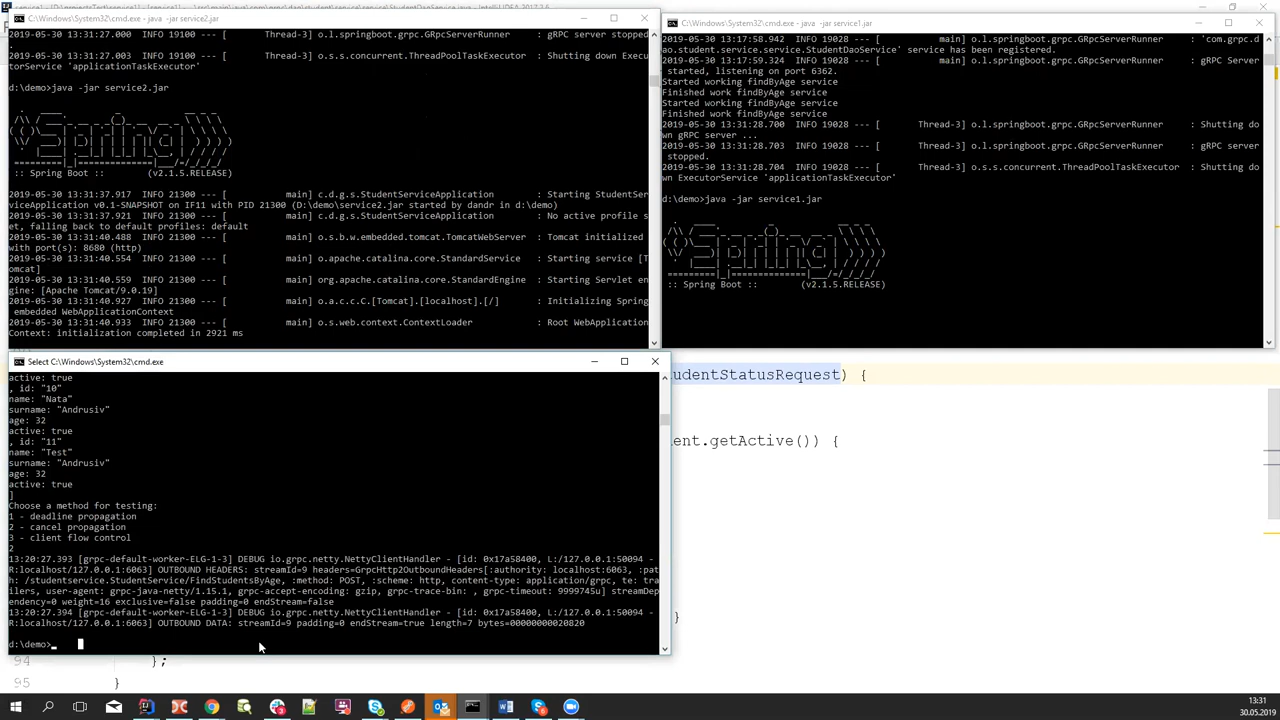 C:\Windows\System32\cmd.exe - java -jar service2.jar
2019-05-30 13:31:27.000  INFO 19100 --- [       Thread-3] o.l.springboot.grpc.GRpcServerRunner     : gRPC server stopped
.
2019-05-30 13:31:27.003  INFO 19100 --- [       Thread-3] o.s.s.concurrent.ThreadPoolTaskExecutor  : Shutting down Execu
torService 'applicationTaskExecutor'
d:\demo>java -jar service2.jar
:: Spring Boot ::        (v2.1.5.RELEASE)
2019-05-30 13:31:37.917  INFO 21300 --- [           main] c.d.g.s.StudentServiceApplication        : Starting StudentSer
viceApplication v0.1-SNAPSHOT on IF11 with PID 21300 (D:\demo\service2.jar started by dandr in d:\demo)
2019-05-30 13:31:37.921  INFO 21300 --- [           main] c.d.g.s.StudentServiceApplication        : No active profile s
et, falling back to default profiles: default
2019-05-30 13:31:40.488  INFO 21300 --- [           main] o.s.b.w.embedded.tomcat.TomcatWebServer  : Tomcat initialized
with port(s): 8680 (http)
2019-05-30 13:31:40.554  INFO 21300 --- [           main] o.apache.catalina.core.StandardService   : Starting service [T
omcat]
2019-05-30 13:31:40.559  INFO 21300 --- [           main] org.apache.catalina.core.StandardEngine  : Starting Servlet en
gine: [Apache Tomcat/9.0.19]
2019-05-30 13:31:40.927  INFO 21300 --- [           main] o.a.c.c.C.[Tomcat].[localhost].[/]       : Initializing Spring
 embedded WebApplicationContext
2019-05-30 13:31:40.933  INFO 21300 --- [           main] o.s.web.context.ContextLoader            : Root WebApplication
Context: initialization completed in 2921 ms
C:\Windows\System32\cmd.exe - java -jar service1.jar
2019-05-30 13:17:58.942  INFO 19028 --- [           main] o.l.springboot.grpc.GRpcServerRunner     : 'com.grpc.d
ao.student.service.service.StudentDaoService' service has been registered.
2019-05-30 13:17:59.324  INFO 19028 --- [           main] o.l.springboot.grpc.GRpcServerRunner     : gRPC Server
started, listening on port 6362.
Started working findByAge service
Finished work findByAge service
Started working findByAge service
Finished work findByAge service
2019-05-30 13:31:28.700  INFO 19028 --- [       Thread-3] o.l.springboot.grpc.GRpcServerRunner     : Shutting do
wn gRPC server ...
2019-05-30 13:31:28.703  INFO 19028 --- [       Thread-3] o.l.springboot.grpc.GRpcServerRunner     : gRPC server
stopped.
2019-05-30 13:31:28.704  INFO 19028 --- [       Thread-3] o.s.s.concurrent.ThreadPoolTaskExecutor  : Shutting do
wn ExecutorService 'applicationTaskExecutor'
d:\demo>java -jar service1.jar
:: Spring Boot ::        (v2.1.5.RELEASE)
Select C:\Windows\System32\cmd.exe
active: true
, id: "10"
name: "Nata"
surname: "Andrusiv"
age: 32
active: true
, id: "11"
name: "Test"
surname: "Andrusiv"
age: 32
active: true
]
Choose a method for testing:
1 - deadline propagation
2 - cancel propagation
3 - client flow control
2
13:20:27.393 [grpc-default-worker-ELG-1-3] DEBUG io.grpc.netty.NettyClientHandler - [id: 0x17a58400, L:/127.0.0.1:50094 -
R:localhost/127.0.0.1:6063] OUTBOUND HEADERS: streamId=9 headers=GrpcHttp2OutboundHeaders[:authority: localhost:6063, :pat
h: /studentservice.StudentService/FindStudentsByAge, :method: POST, :scheme: http, content-type: application/grpc, te: tra
ilers, user-agent: grpc-java-netty/1.15.1, grpc-accept-encoding: gzip, grpc-trace-bin: , grpc-timeout: 9999745u] streamDep
endency=0 weight=16 exclusive=false padding=0 endStream=false
13:20:27.394 [grpc-default-worker-ELG-1-3] DEBUG io.grpc.netty.NettyClientHandler - [id: 0x17a58400, L:/127.0.0.1:50094 -
R:localhost/127.0.0.1:6063] OUTBOUND DATA: streamId=9 padding=0 endStream=true length=7 bytes=00000000020820
d:\demo>
udentStatusRequest) {
ent.getActive()) {
}
94 };
95 }
13:31
30.05.2019